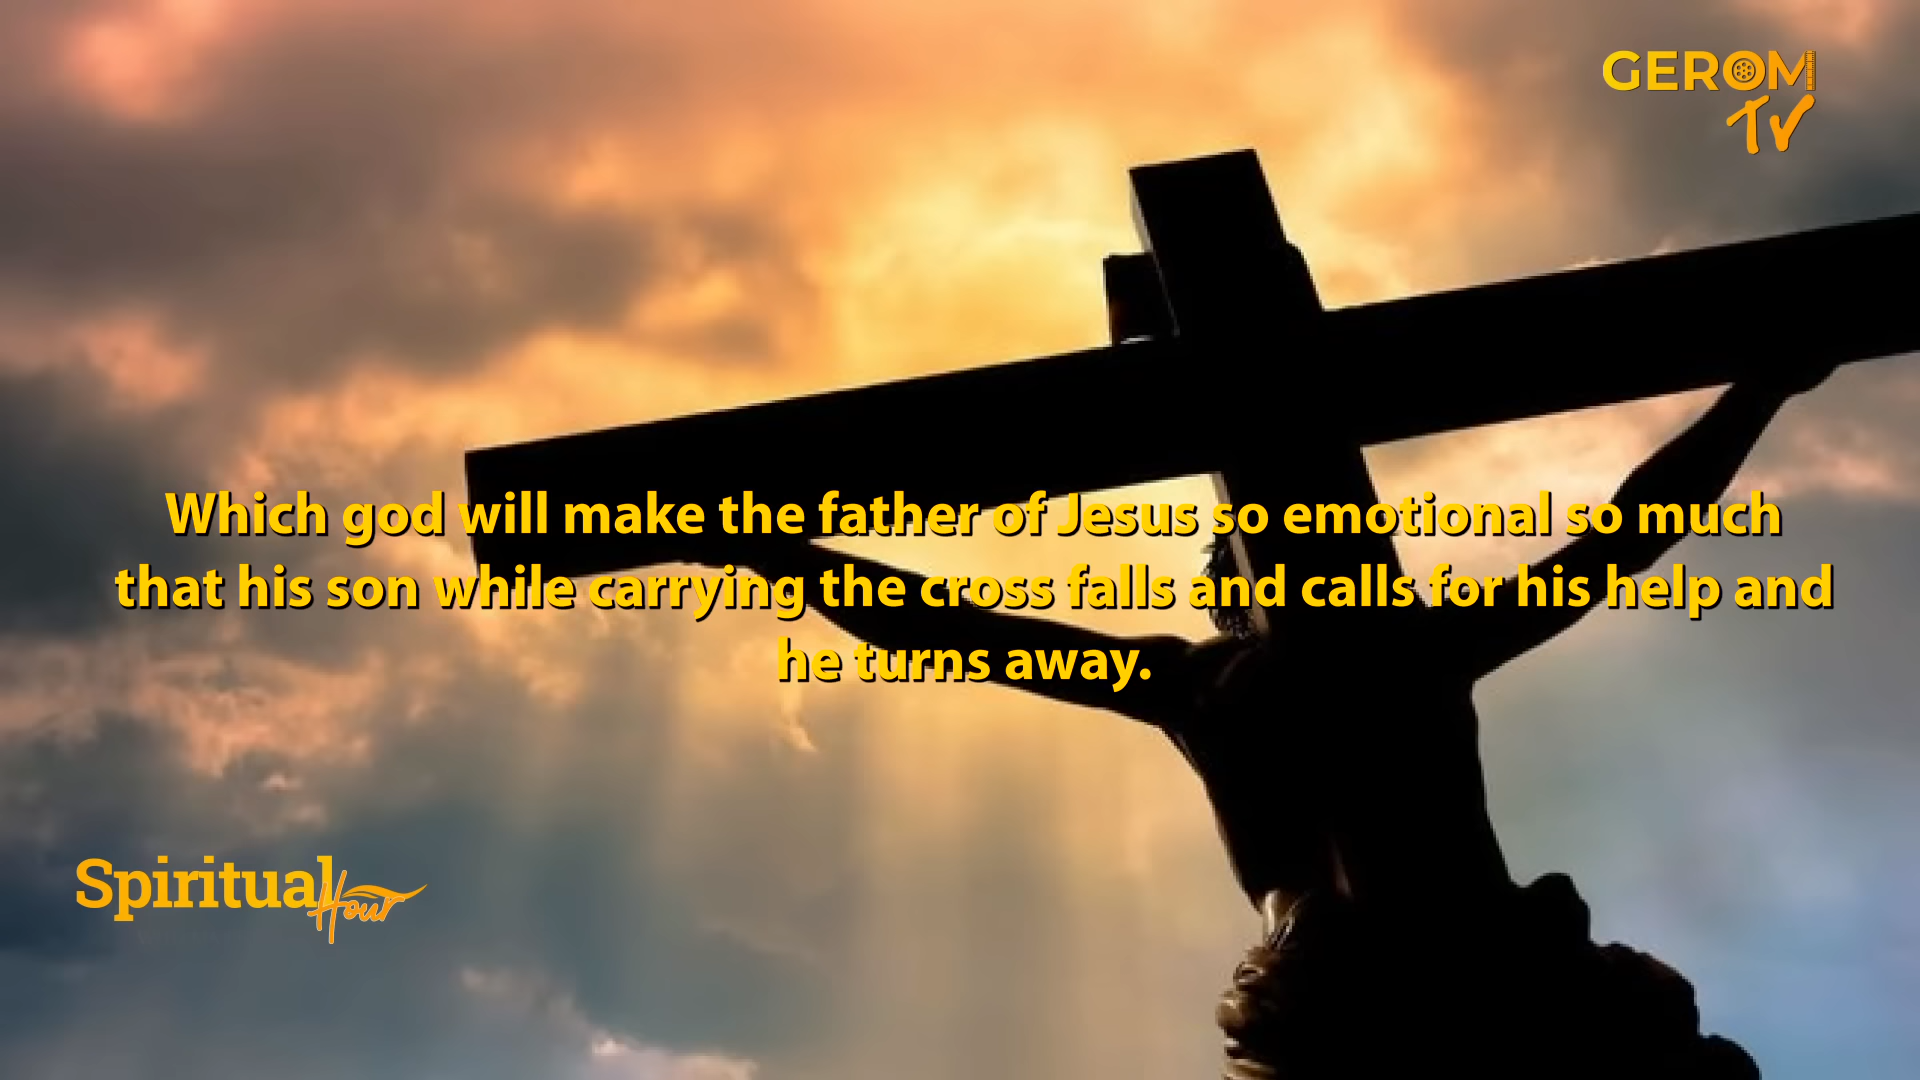 GEROM
TV
Which god will make the father of Jesus so emotional so much
that his son while carrying the cross falls and calls for his help and
he turns away.
Spiritual
Hour